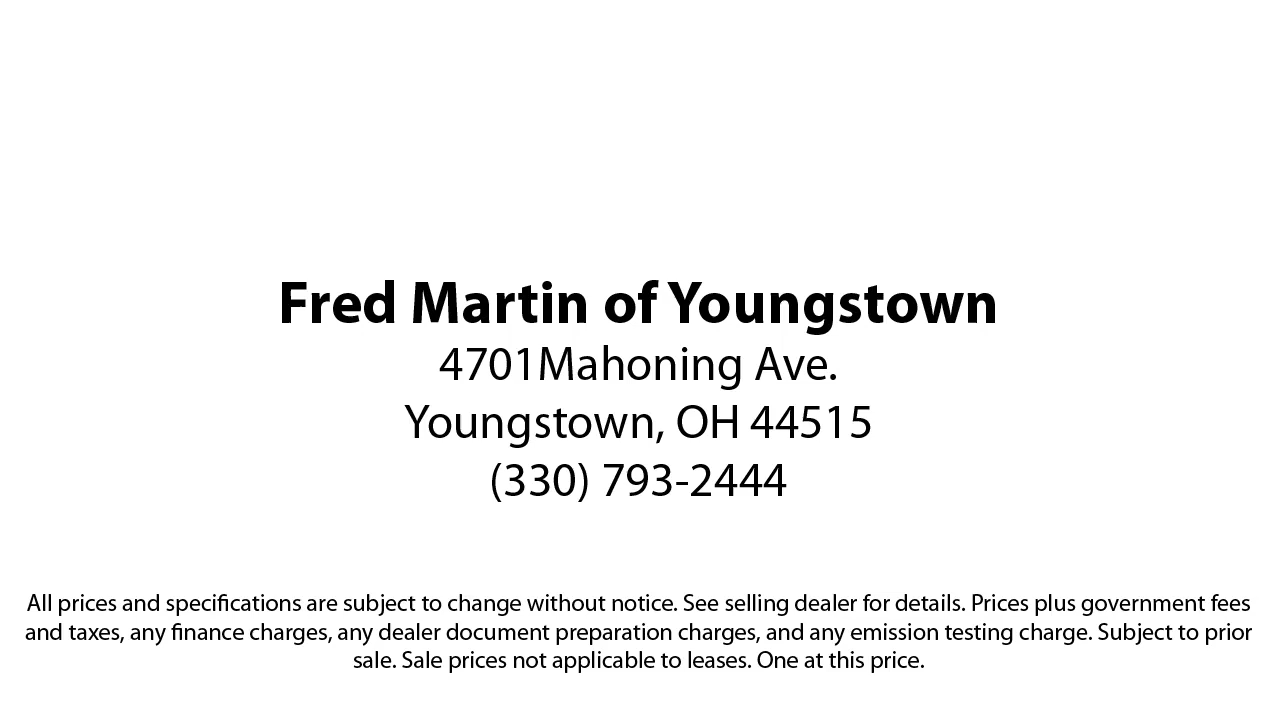 Fred Martin of Youngstown
4701Mahoning Ave.
Youngstown, OH 44515
(330) 793-2444
All prices and specifications are subject to change without notice. See selling dealer for details. Prices plus government fees
and taxes, any finance charges, any dealer document preparation charges, and any emission testing charge. Subject to prior
sale. Sale prices not applicable to leases. One at this price.